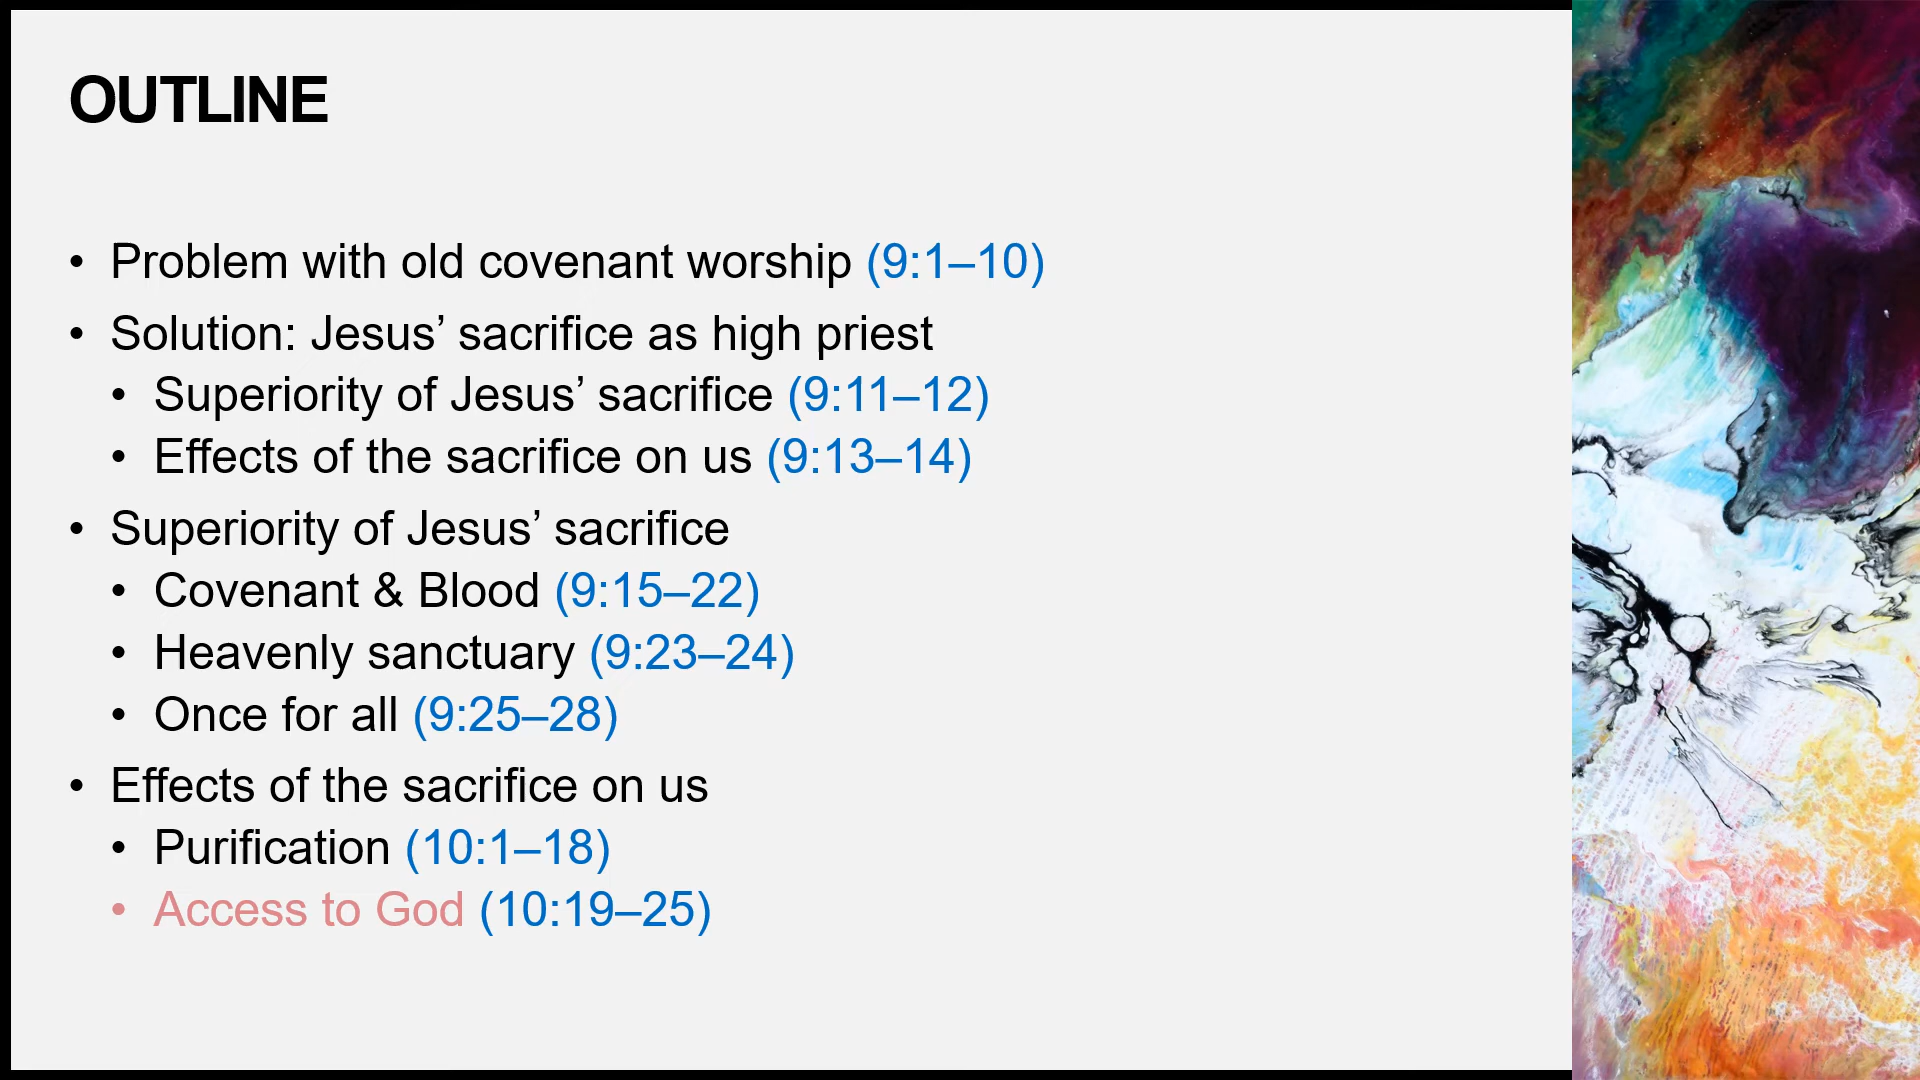 OUTLINE
• Problem with old covenant worship (9:1–10)
• Solution: Jesus’ sacrifice as high priest
• Superiority of Jesus’ sacrifice (9:11–12)
• Effects of the sacrifice on us (9:13–14)
• Superiority of Jesus’ sacrifice
• Covenant & Blood (9:15–22)
• Heavenly sanctuary (9:23–24)
• Once for all (9:25–28)
• Effects of the sacrifice on us
• Purification (10:1–18)
• Access to God (10:19–25)